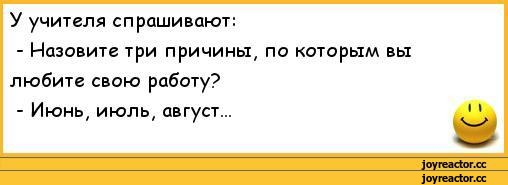 У учителя спрашивают:
- Назовите три причины, по которым вы
любите свою работу?
- Июнь, июль, август...
joyreactor.cc
joyreactor.cc